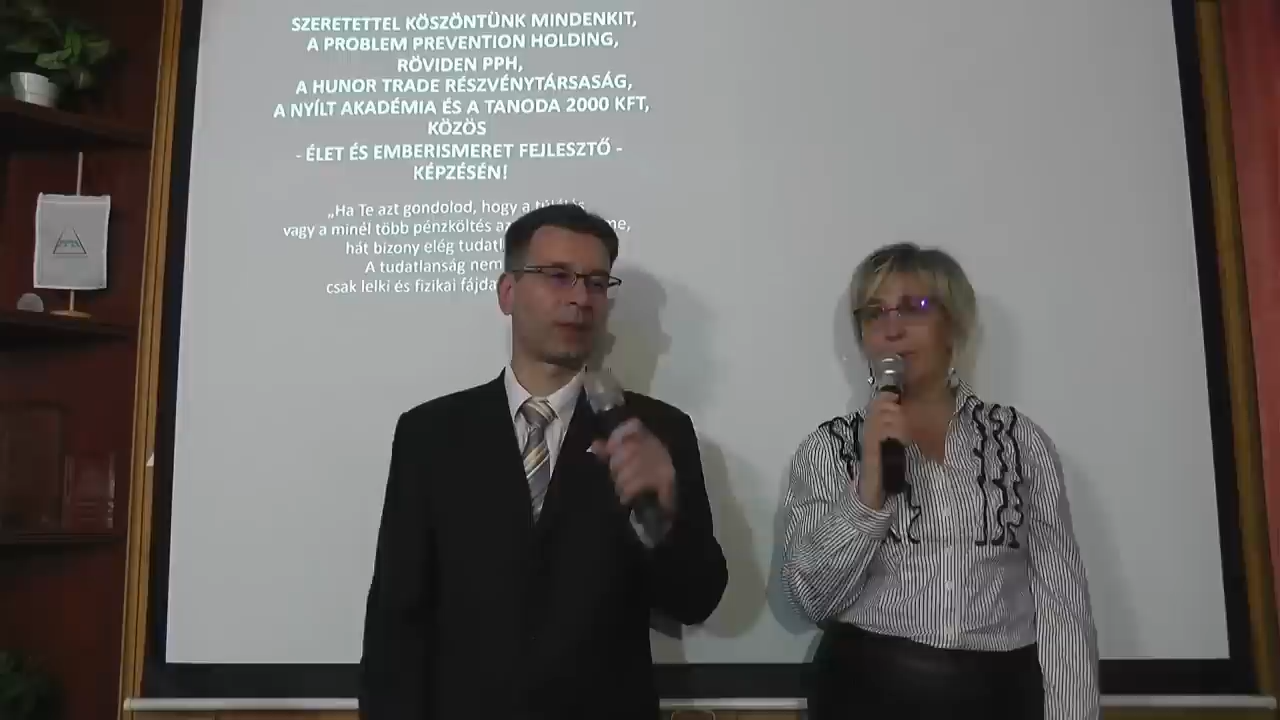 SZERETETTEL KÖSZÖNTÜNK MINDENKIT,
A PROBLEM PREVENTION HOLDING,
RÖVIDEN PPH,
A HUNOR TRADE RÉSZVÉNYTÁRSASÁG,
A NYÍLT AKADÉMIA ÉS A TANODA 2000 KFT,
KÖZÖS
- ÉLET ÉS EMBERISMERET FEJLESZTŐ -
KÉPZÉSÉN!
„Ha Te azt gondolod, hogy a
vagy a minél több pénzköltés
hát bizony elég
A tudatlanság nem
csak lelki és fizikai